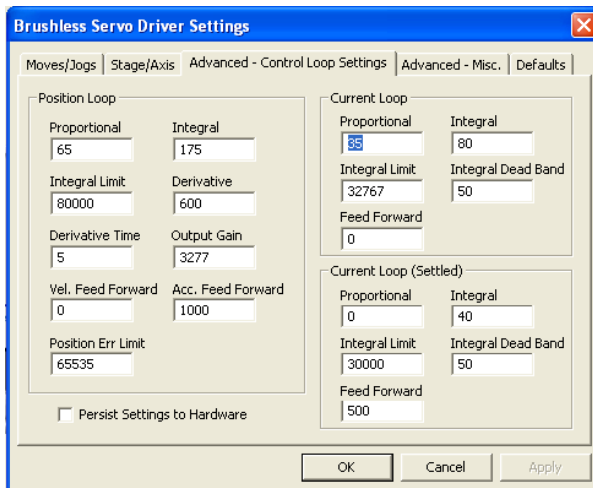 Brushless Servo Driver Settings
Moves/Jogs Stage/Axis Advanced - Control Loop Settings Advanced - Misc. Defaults
Position Loop
Proportional Integral
65 175
Integral Limit Derivative
80000 600
Derivative Time Output Gain
5 3277
Vel. Feed Forward Acc. Feed Forward
0 1000
Position Err Limit
65535
Persist Settings to Hardware
Current Loop
Proportional Integral
35 80
Integral Limit Integral Dead Band
32767 50
Feed Forward
0
Current Loop (Settled)
Proportional Integral
0 40
Integral Limit Integral Dead Band
30000 50
Feed Forward
500
OK Cancel Apply